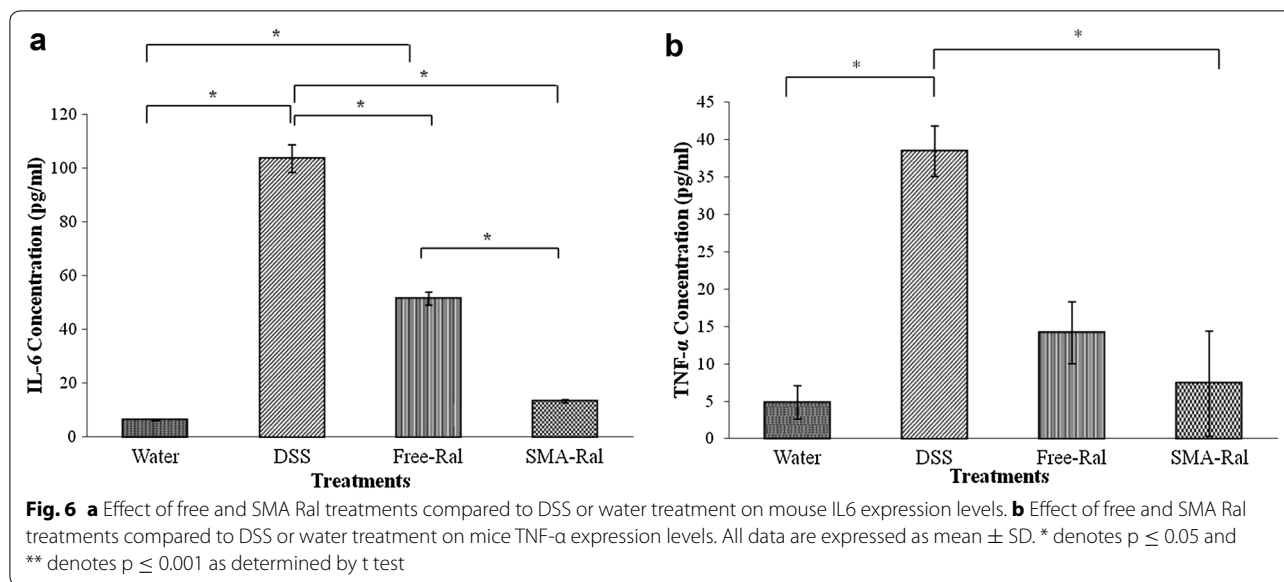 a
*
*
*
*
*
IL-6 Concentration (pg/ml)
120
100
80
60
40
20
0
Water DSS Free-Ral SMA-Ral
Treatments
b
*
*
TNF-α Concentration (pg/ml)
45
40
35
30
25
20
15
10
5
0
Water DSS Free-Ral SMA-Ral
Treatments
Fig. 6 a Effect of free and SMA Ral treatments compared to DSS or water treatment on mouse IL6 expression levels. b Effect of free and SMA Ral
treatments compared to DSS or water treatment on mice TNF-α expression levels. All data are expressed as mean ± SD. * denotes p ≤ 0.05 and
** denotes p ≤ 0.001 as determined by t test